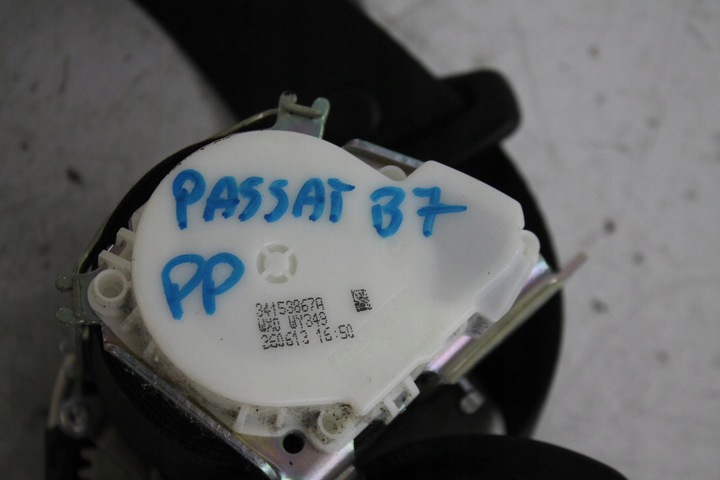 PASSAT B7
PP
34153867A
WXO WY349
260613 16:50